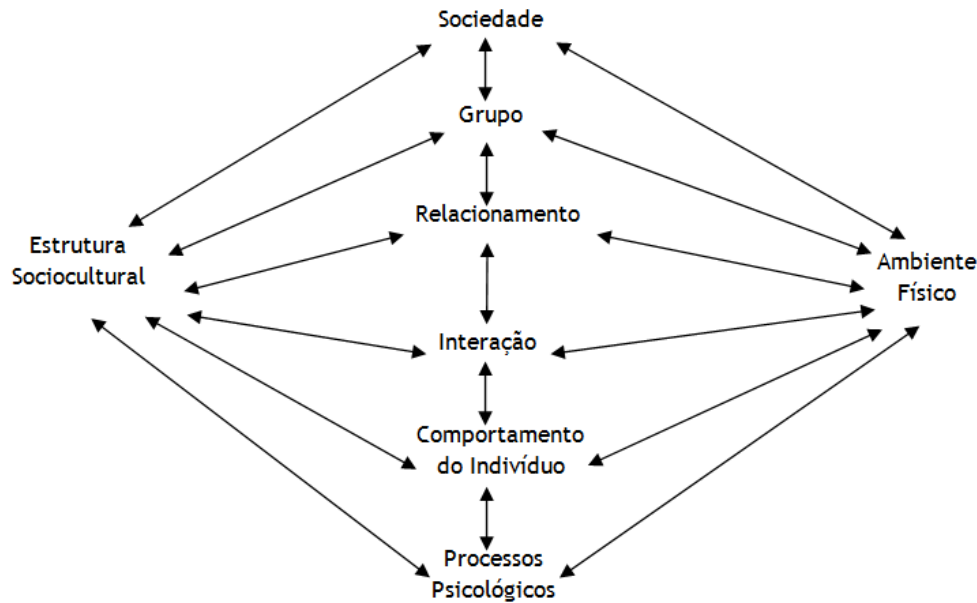 Sociedade
Grupo
Relacionamento
Estrutura
Sociocultural
Ambiente
Físico
Interação
Comportamento
do Indivíduo
Processos
Psicológicos